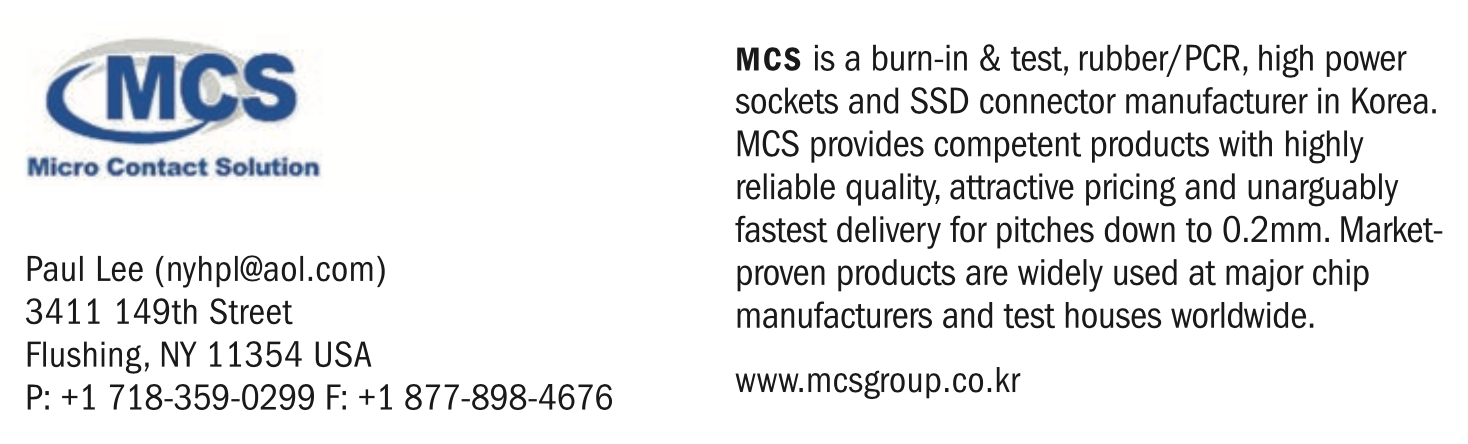 MCS
Micro Contact Solution
Paul Lee (nyhpl@aol.com)
3411 149th Street
Flushing, NY 11354 USA
P: +1 718-359-0299 F: +1 877-898-4676
MCS is a burn-in & test, rubber/PCR, high power
sockets and SSD connector manufacturer in Korea.
MCS provides competent products with highly
reliable quality, attractive pricing and unarguably
fastest delivery for pitches down to 0.2mm. Market-
proven products are widely used at major chip
manufacturers and test houses worldwide.
www.mcsgroup.co.kr